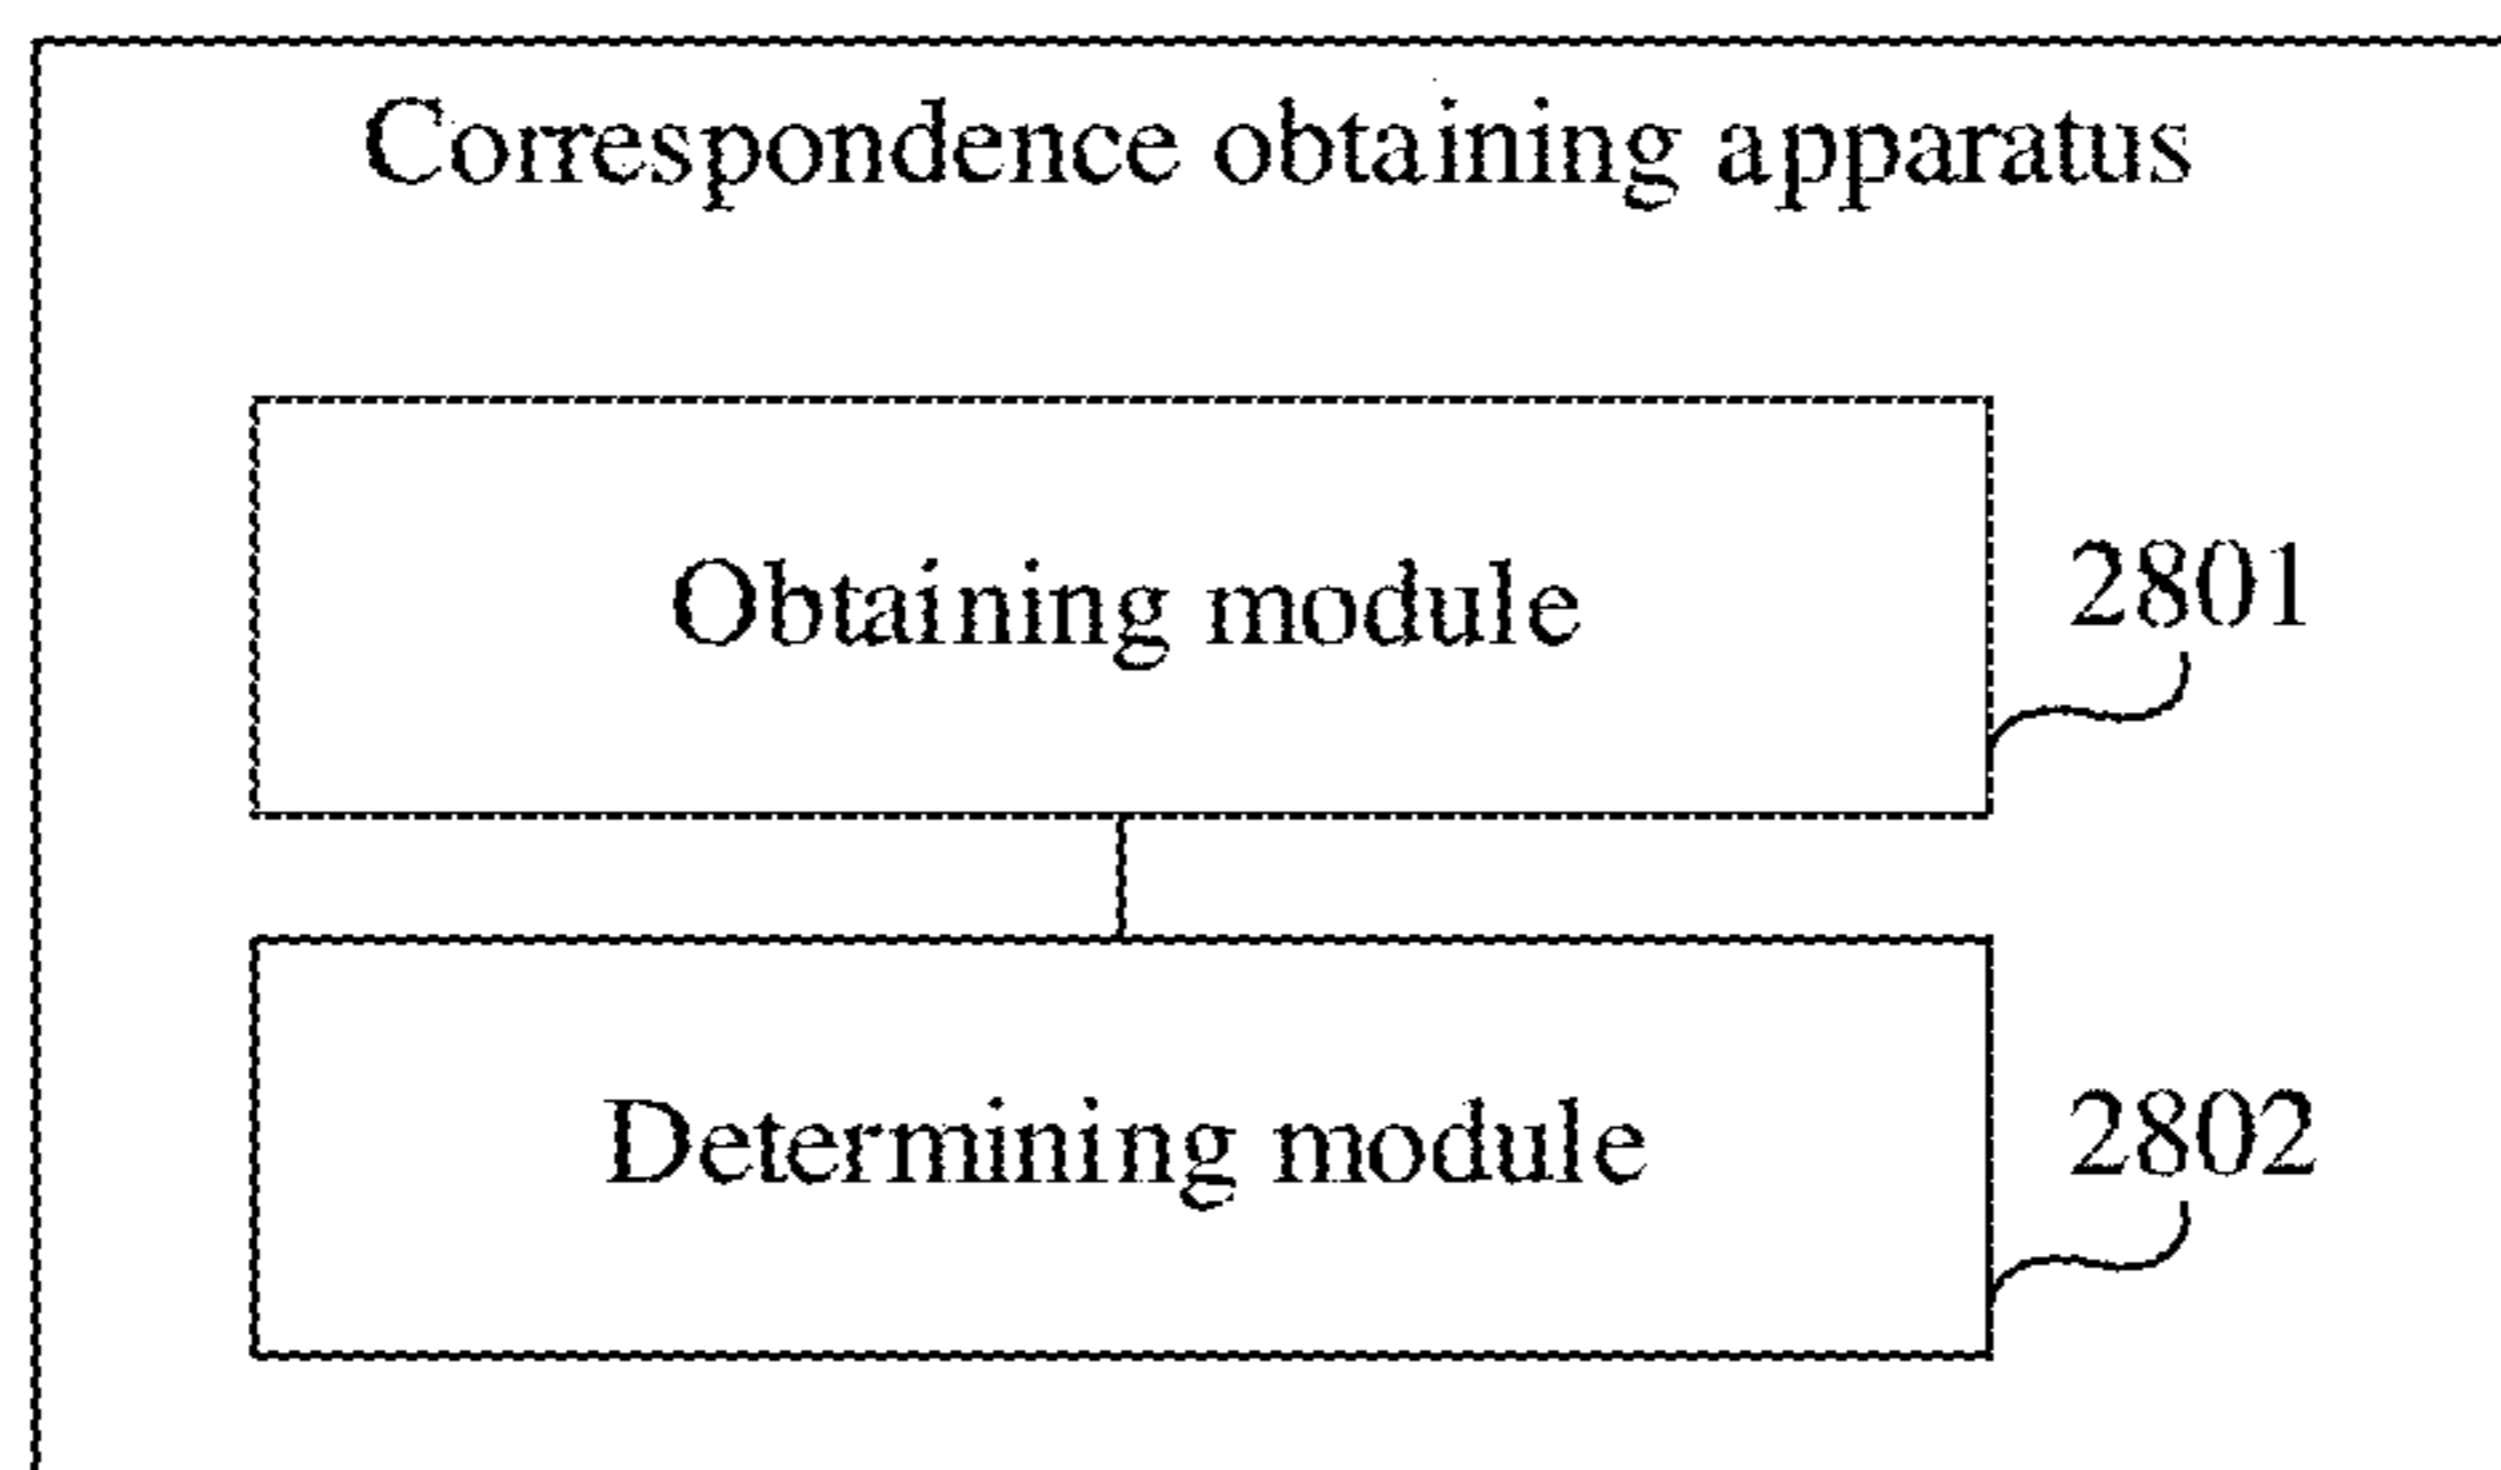 Correspondence obtaining apparatus
Obtaining module
2801
Determining module
2802